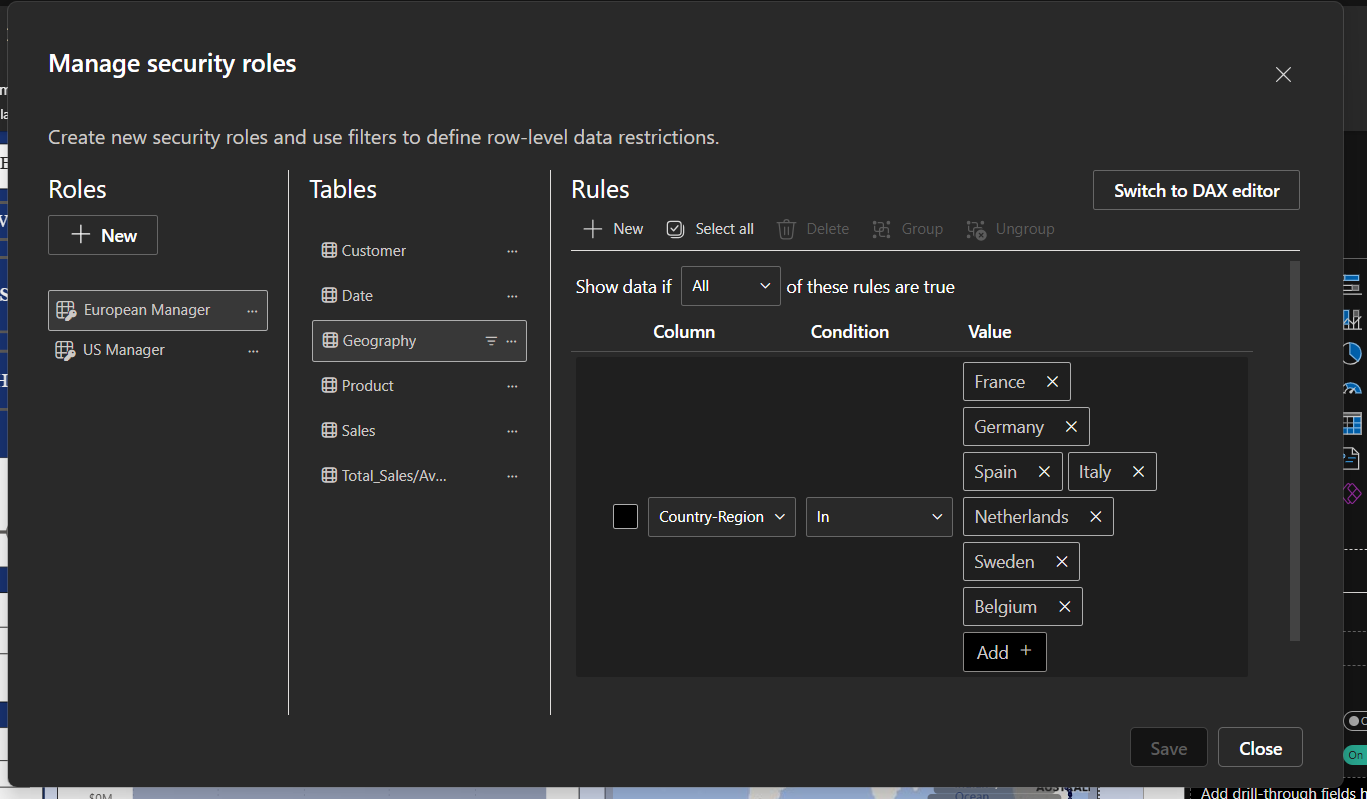 Manage security roles
Create new security roles and use filters to define row-level data restrictions.
Roles
New
European Manager
US Manager
Tables
Customer
Date
Geography
Product
Sales
Total_Sales/Av...
Rules
Switch to DAX editor
New Select all Delete Group Ungroup
Show data if All of these rules are true
Column Condition Value
France
Germany
Spain Italy
Country-Region In Netherlands
Sweden
Belgium
Add +
Save Close
On
$0M
Ocean
Add drill-through fields h